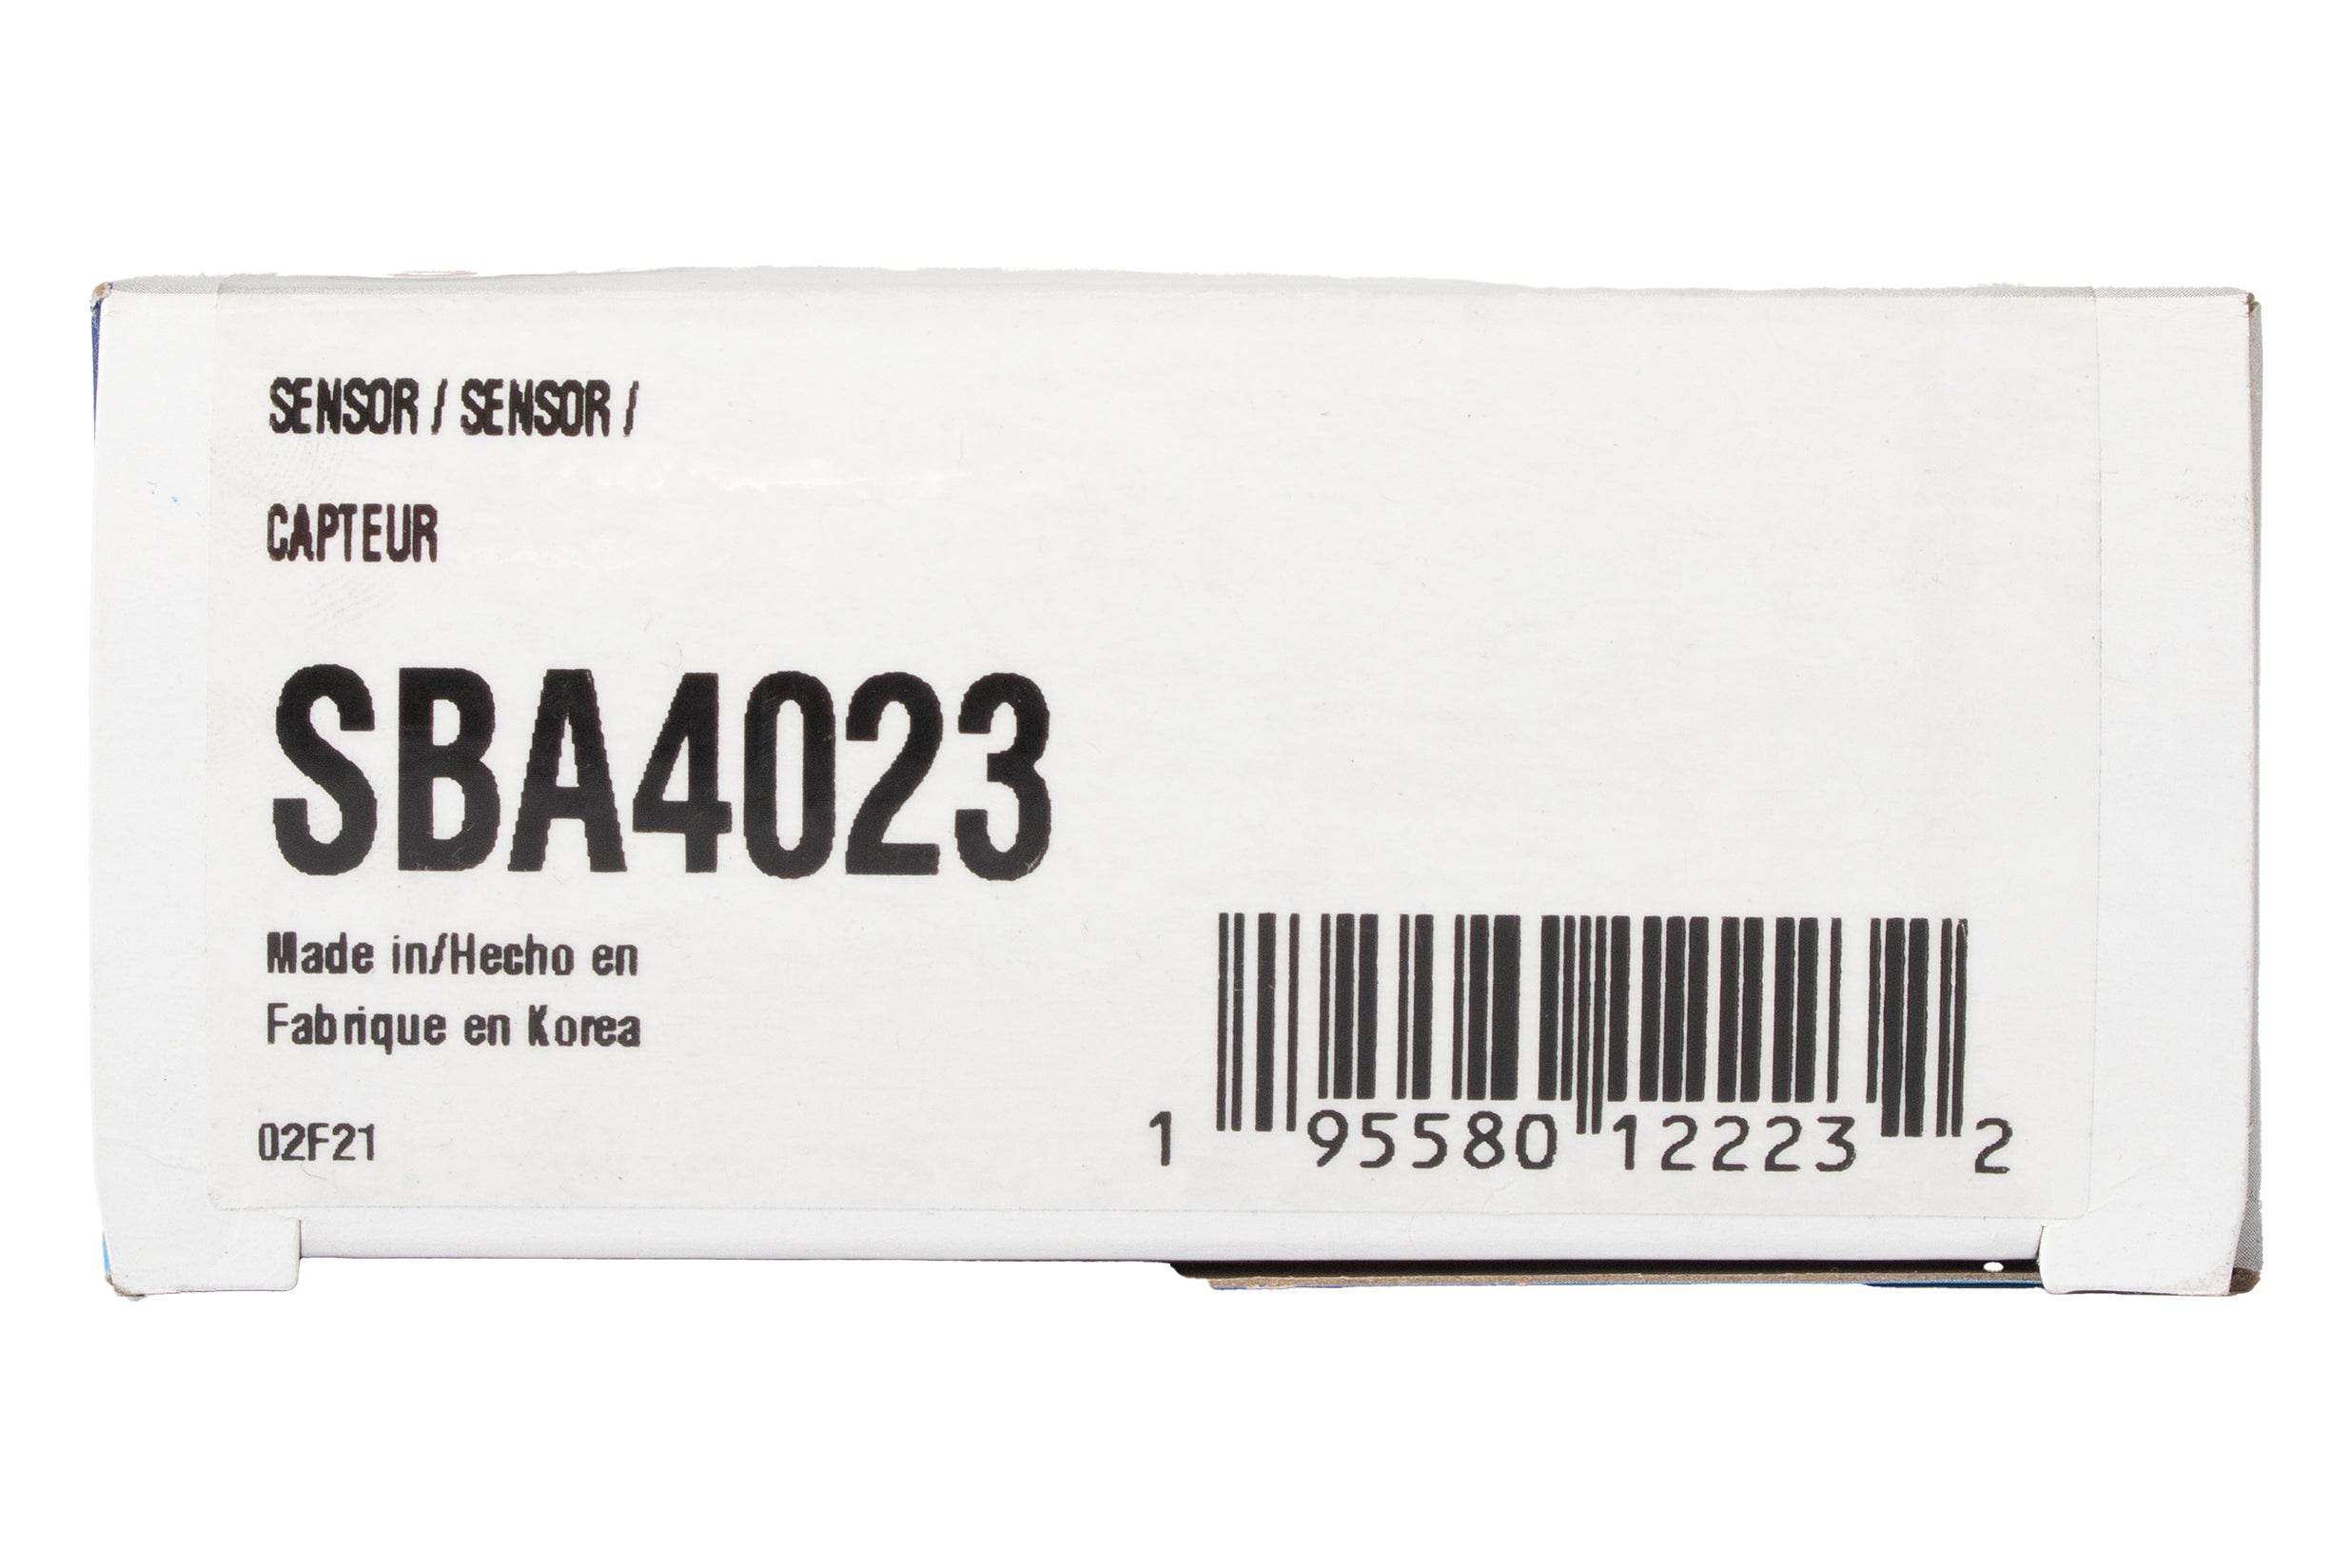 SENSOR / SENSOR /
CAPTEUR
SBA4023
Made in/Hecho en
Fabrique en Korea
02F21
1 95580 12223 2